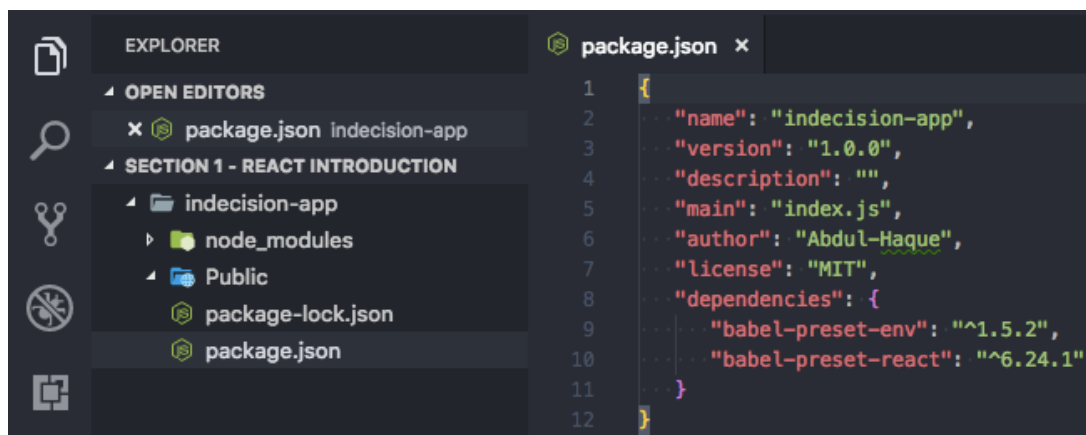 EXPLORER
OPEN EDITORS
package.json indecision-app
SECTION 1 - REACT INTRODUCTION
indecision-app
node_modules
Public
package-lock.json
package.json
package.json
1 {
2 "name": "indecision-app",
3 "version": "1.0.0",
4 "description": "",
5 "main": "index.js",
6 "author": "Abdul-Haque",
7 "license": "MIT",
8 "dependencies": {
9 "babel-preset-env": "^1.5.2",
10 "babel-preset-react": "^6.24.1"
11 }
12 }